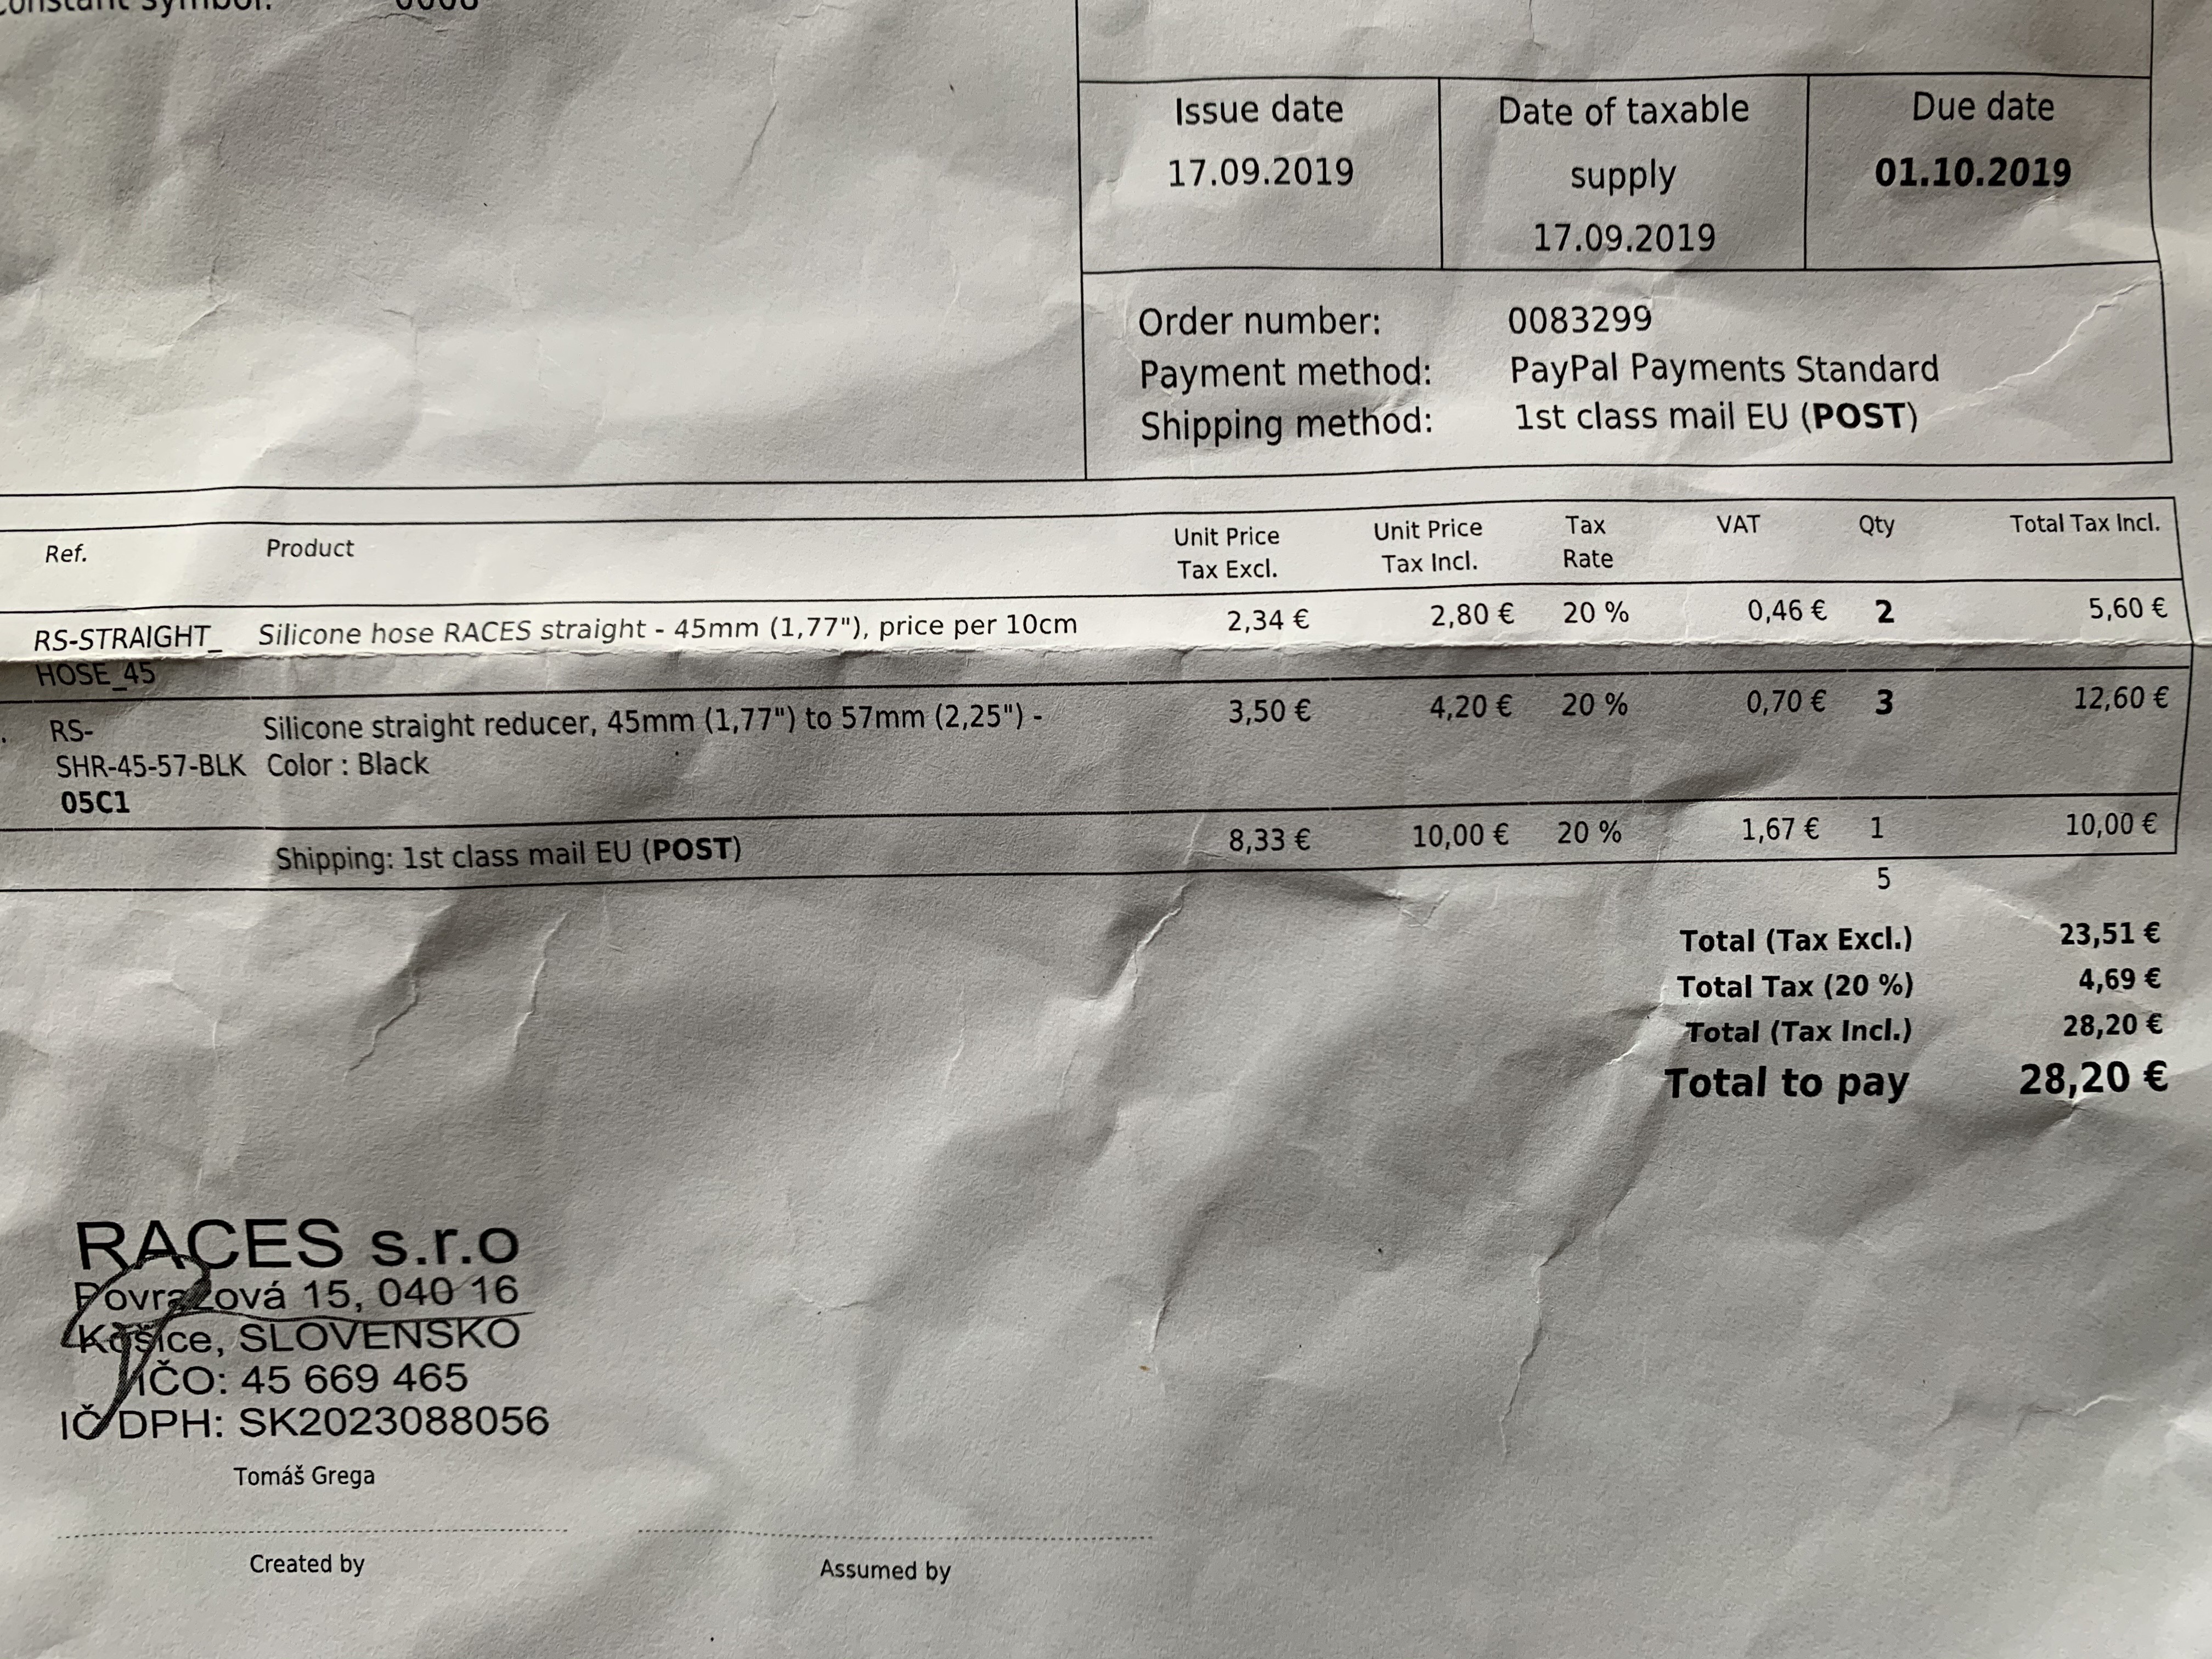 Constant symbol: 0008
Issue date
17.09.2019
Date of taxable
supply
17.09.2019
Due date
01.10.2019
Order number: 0083299
Payment method: PayPal Payments Standard
Shipping method: 1st class mail EU (POST)
Ref. Product Unit Price Tax Excl. Unit Price Tax Incl. Tax Rate VAT Qty Total Tax Incl.
RS-STRAIGHT_ Silicone hose RACES straight - 45mm (1,77"), price per 10cm 2,34 € 2,80 € 20 % 0,46 € 2 5,60 €
HOSE_45
RS- Silicone straight reducer, 45mm (1,77") to 57mm (2,25") - 3,50 € 4,20 € 20 % 0,70 € 3 12,60 €
SHR-45-57-BLK Color : Black
05C1
Shipping: 1st class mail EU (POST) 8,33 € 10,00 € 20 % 1,67 € 1 10,00 €
5
Total (Tax Excl.) 23,51 €
Total Tax (20 %) 4,69 €
Total (Tax Incl.) 28,20 €
Total to pay 28,20 €
RACES s.r.o
Povražová 15, 040 16
Košice, SLOVENSKO
IČO: 45 669 465
IČ DPH: SK2023088056
Tomáš Grega
Created by
Assumed by